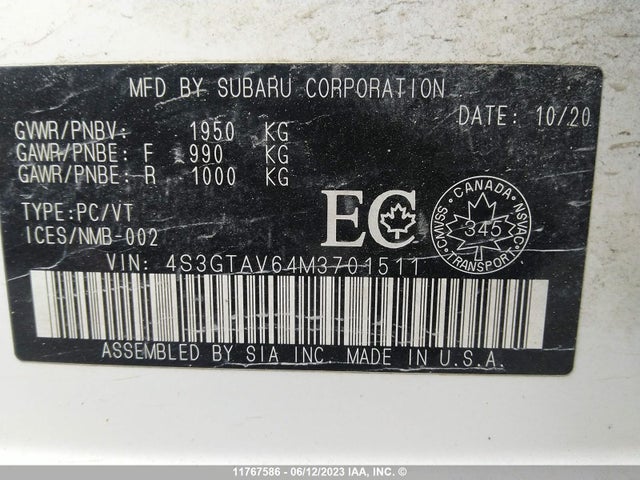 MFD BY SUBARU CORPORATION
DATE: 10/20
GVWR/PNBV: 1950 KG
GAWR/PNBE: F 990 KG
GAWR/PNBE: R 1000 KG
TYPE:PC/VT
ICES/NMB-002
EC
CANADA
CMVSS
NSVAC
345
TRANSPORT
VIN: 4S3GTAV64M3701511
ASSEMBLED BY SIA INC. MADE IN U.S.A.
11767586 - 06/12/2023 IAA, Inc. ©